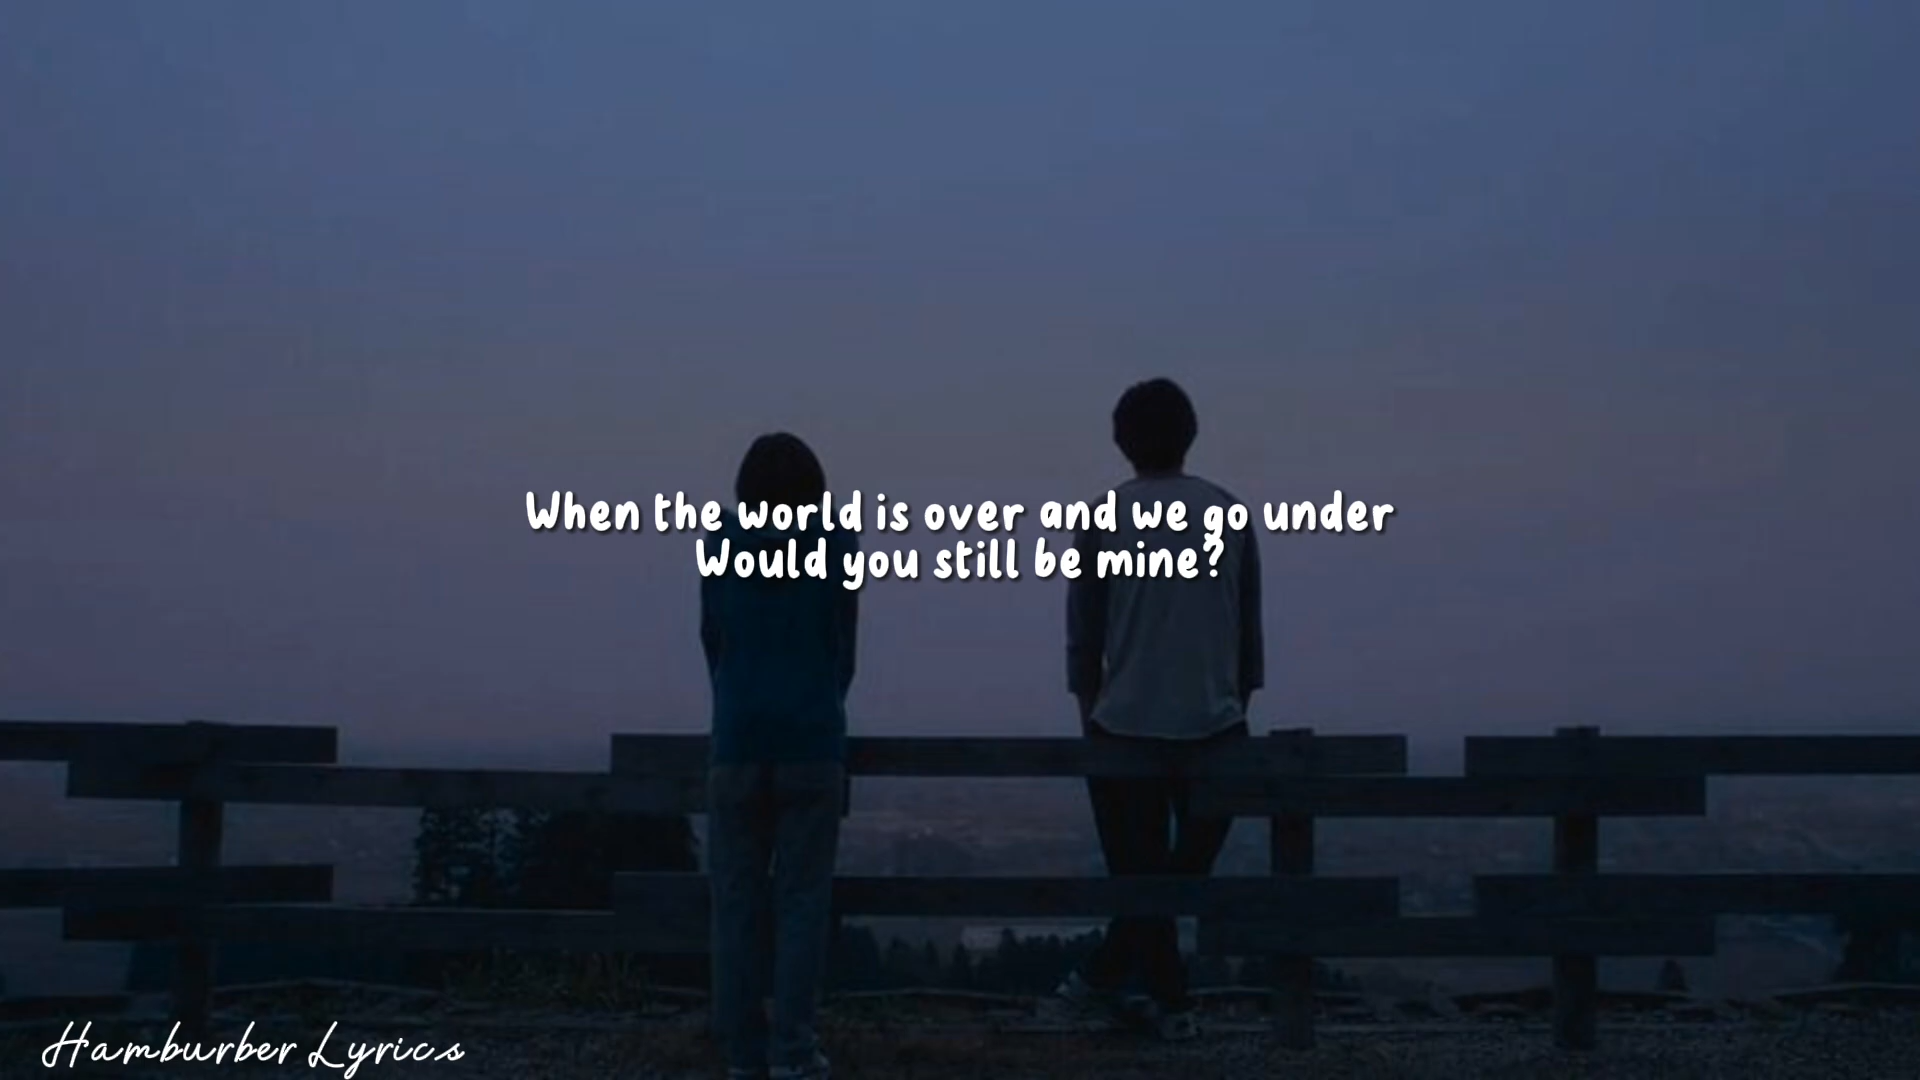 When the world is over and we go under
Would you still be mine?
Hamburber Lyrics